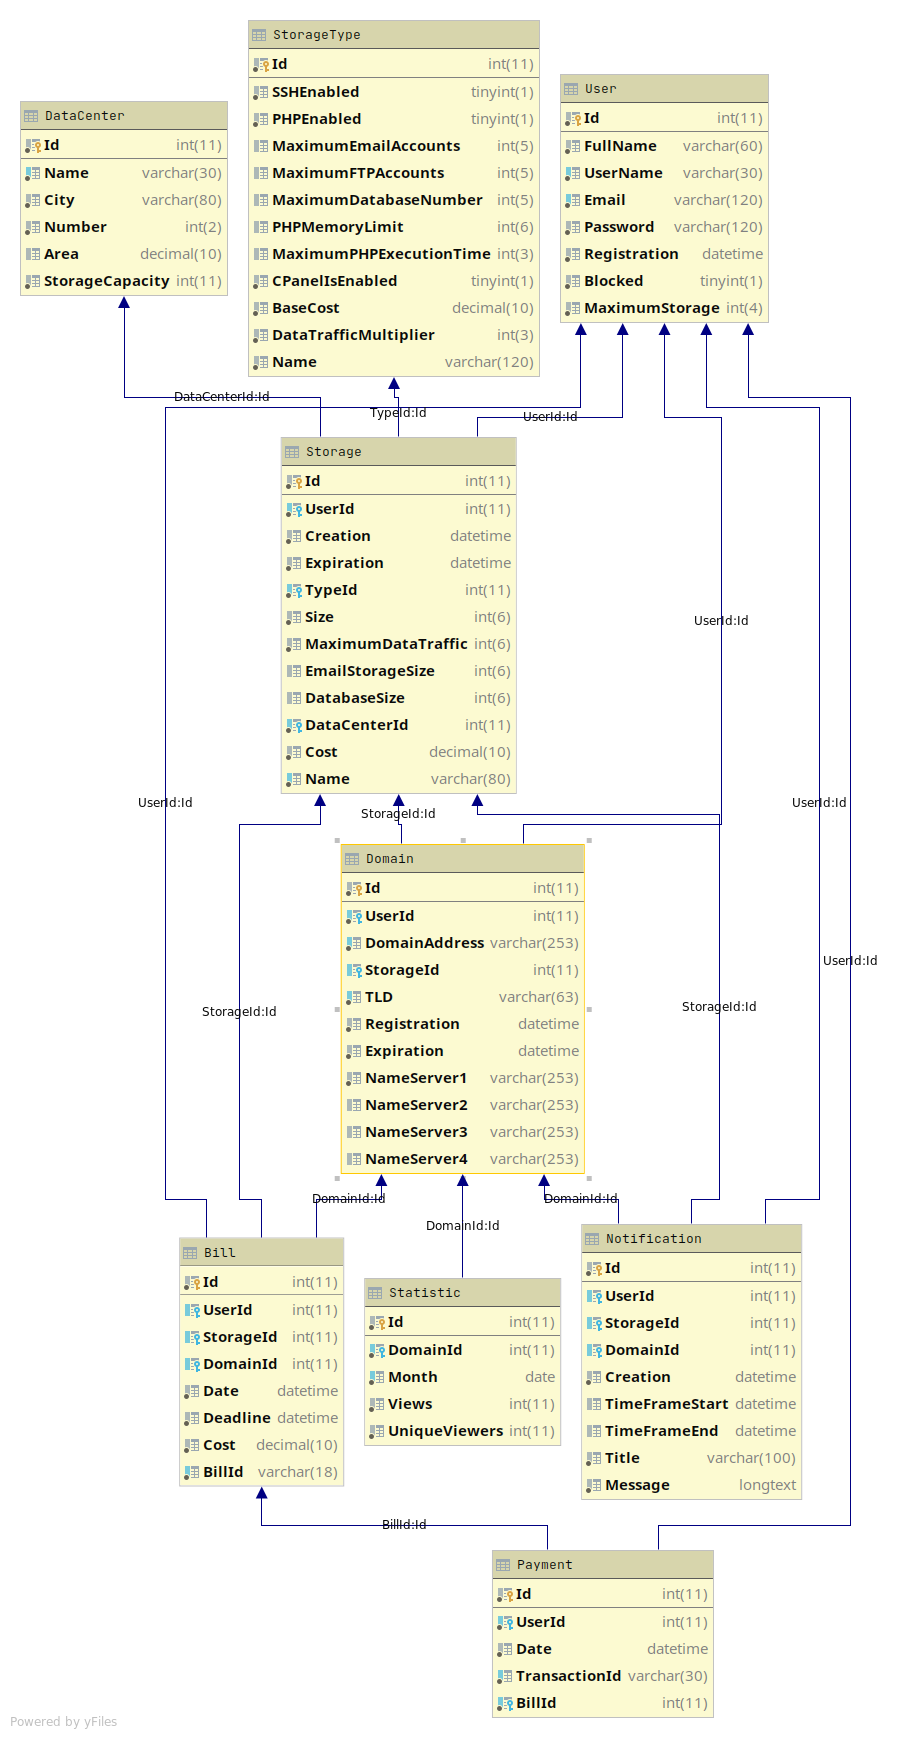 StorageType
Id int(11)
SSHEnabled tinyint(1)
PHPEnabled tinyint(1)
MaximumEmailAccounts int(5)
MaximumFTPAccounts int(5)
MaximumDatabaseNumber int(5)
PHPMemoryLimit int(6)
MaximumPHPExecutionTime int(3)
CPanelIsEnabled tinyint(1)
BaseCost decimal(10)
DataTrafficMultiplier int(3)
Name varchar(120)
User
Id int(11)
FullName varchar(60)
UserName varchar(30)
Email varchar(120)
Password varchar(120)
Registration datetime
Blocked tinyint(1)
MaximumStorage int(4)
DataCenter
Id int(11)
Name varchar(30)
City varchar(80)
Number int(2)
Area decimal(10)
StorageCapacity int(11)
DataCenterId:Id
TypeId:Id
UserId:Id
Storage
Id int(11)
UserId int(11)
Creation datetime
Expiration datetime
TypeId int(11)
Size int(6)
MaximumDataTraffic int(6)
EmailStorageSize int(6)
DatabaseSize int(6)
DataCenterId int(11)
Cost decimal(10)
Name varchar(80)
UserId:Id
UserId:Id
UserId:Id
StorageId:Id
Domain
Id int(11)
UserId int(11)
DomainAddress varchar(253)
StorageId int(11)
TLD varchar(63)
Registration datetime
Expiration datetime
NameServer1 varchar(253)
NameServer2 varchar(253)
NameServer3 varchar(253)
NameServer4 varchar(253)
UserId:Id
StorageId:Id
StorageId:Id
DomainId:Id
DomainId:Id
DomainId:Id
Bill
Id int(11)
UserId int(11)
StorageId int(11)
DomainId int(11)
Date datetime
Deadline datetime
Cost decimal(10)
BillId varchar(18)
Statistic
Id int(11)
DomainId int(11)
Month date
Views int(11)
UniqueViewers int(11)
Notification
Id int(11)
UserId int(11)
StorageId int(11)
DomainId int(11)
Creation datetime
TimeFrameStart datetime
TimeFrameEnd datetime
Title varchar(100)
Message longtext
BillId:Id
Payment
Id int(11)
UserId int(11)
Date datetime
TransactionId varchar(30)
BillId int(11)
Powered by yFiles